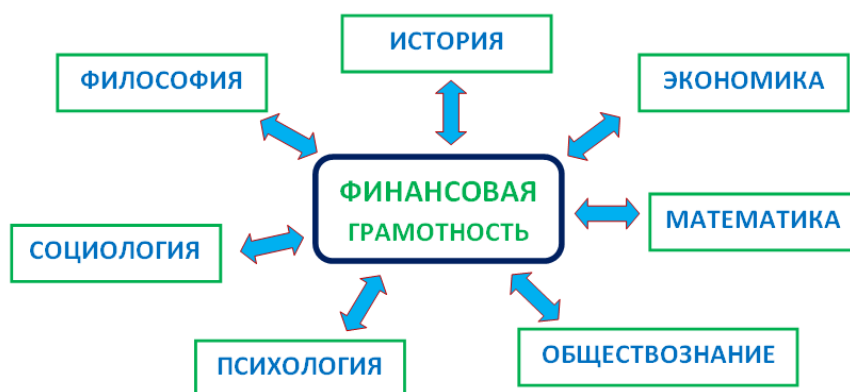 ИСТОРИЯ
ФИЛОСОФИЯ
ЭКОНОМИКА
ФИНАНСОВАЯ
ГРАМОТНОСТЬ
МАТЕМАТИКА
СОЦИОЛОГИЯ
ОБЩЕСТВОЗНАНИЕ
ПСИХОЛОГИЯ